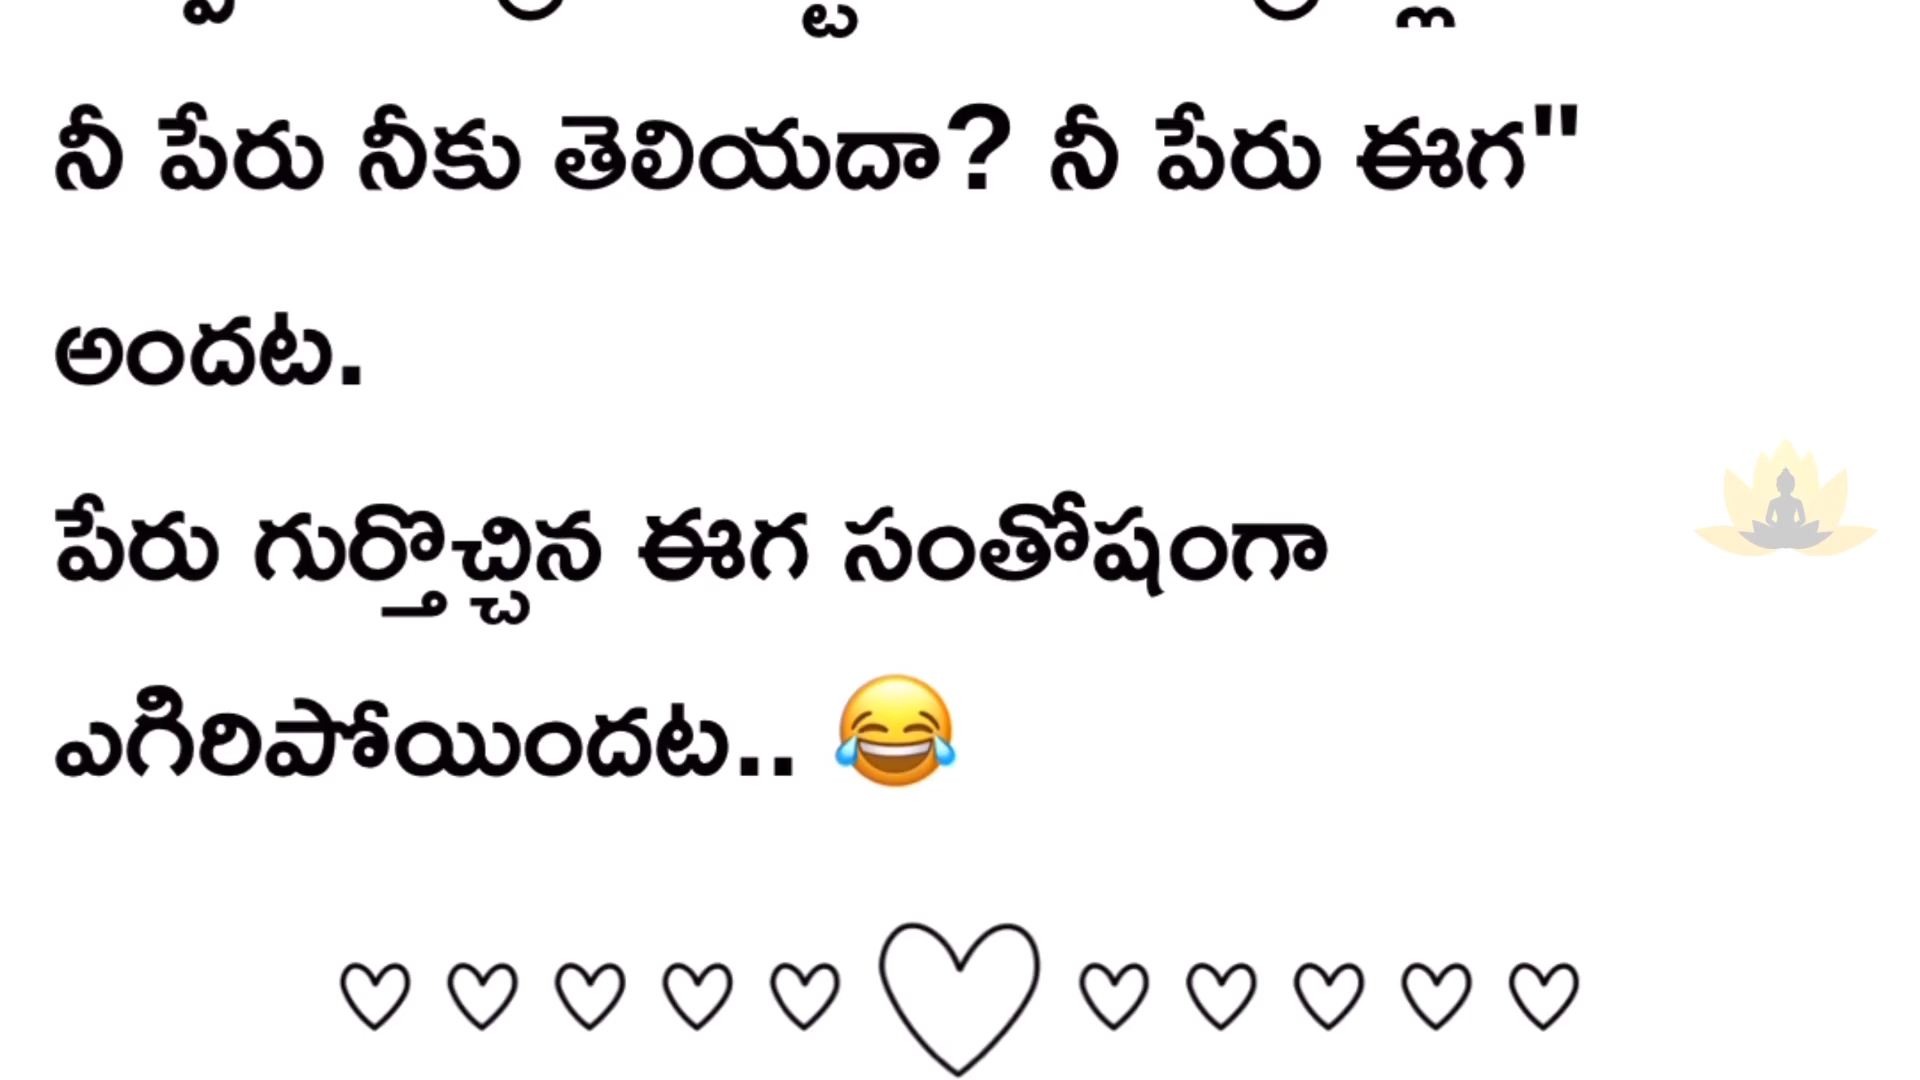 నీ పేరు నీకు తెలియదా? నీ పేరు ఈగ"
అందట.
పేరు గుర్తొచ్చిన ఈగ సంతోషంగా
ఎగిరిపోయిందట.. 😂
♡ ♡ ♡ ♡ ♡ ♡ ♡ ♡ ♡ ♡ ♡